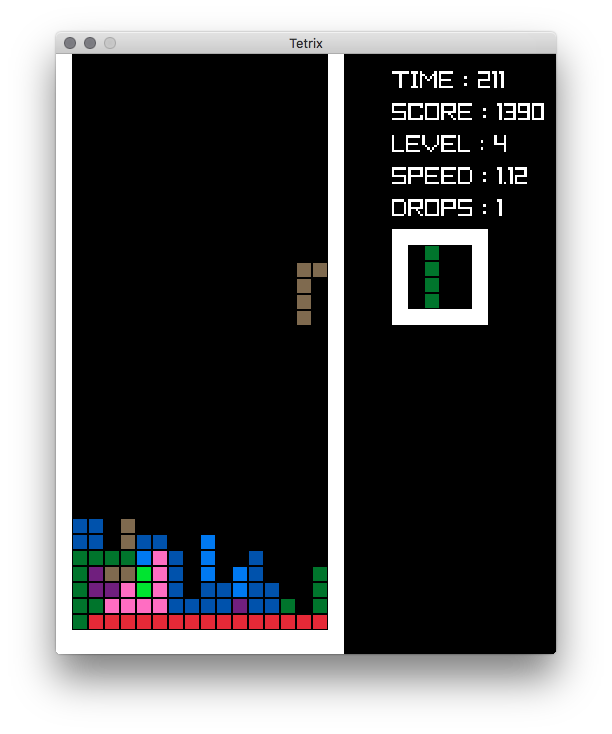 Tetrix
TIME : 211
SCORE : 1390
LEVEL : 4
SPEED : 1.12
DROPS : 1